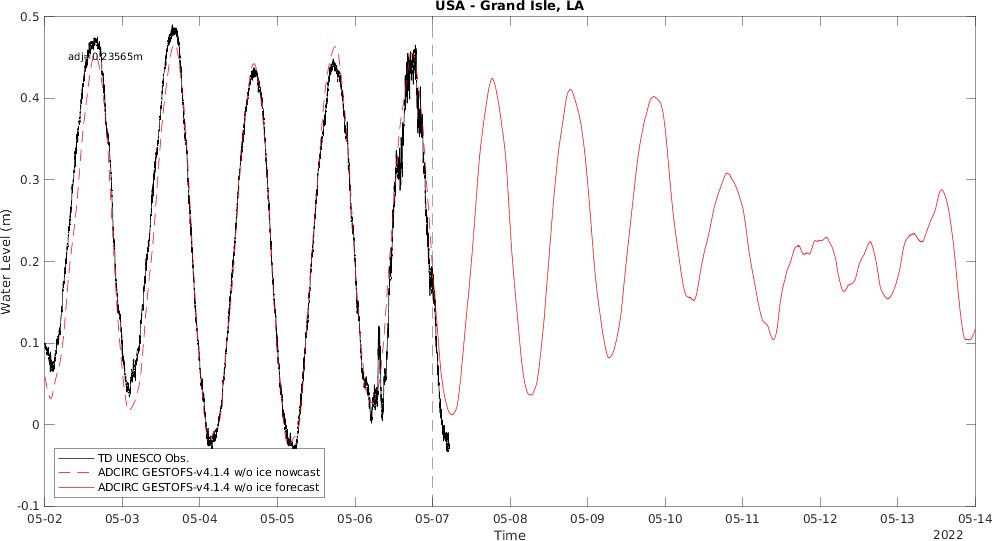 USA - Grand Isle, LA
0.5
adj= 0.23565m
0.4
0.3
0.2
0.1
0
-0.1
Water Level (m)
TD UNESCO Obs.
ADCIRC GESTOFS-v4.1.4 w/o ice nowcast
ADCIRC GESTOFS-v4.1.4 w/o ice forecast
05-02 05-03 05-04 05-05 05-06 05-07 05-08 05-09 05-10 05-11 05-12 05-13 05-14
Time
2022